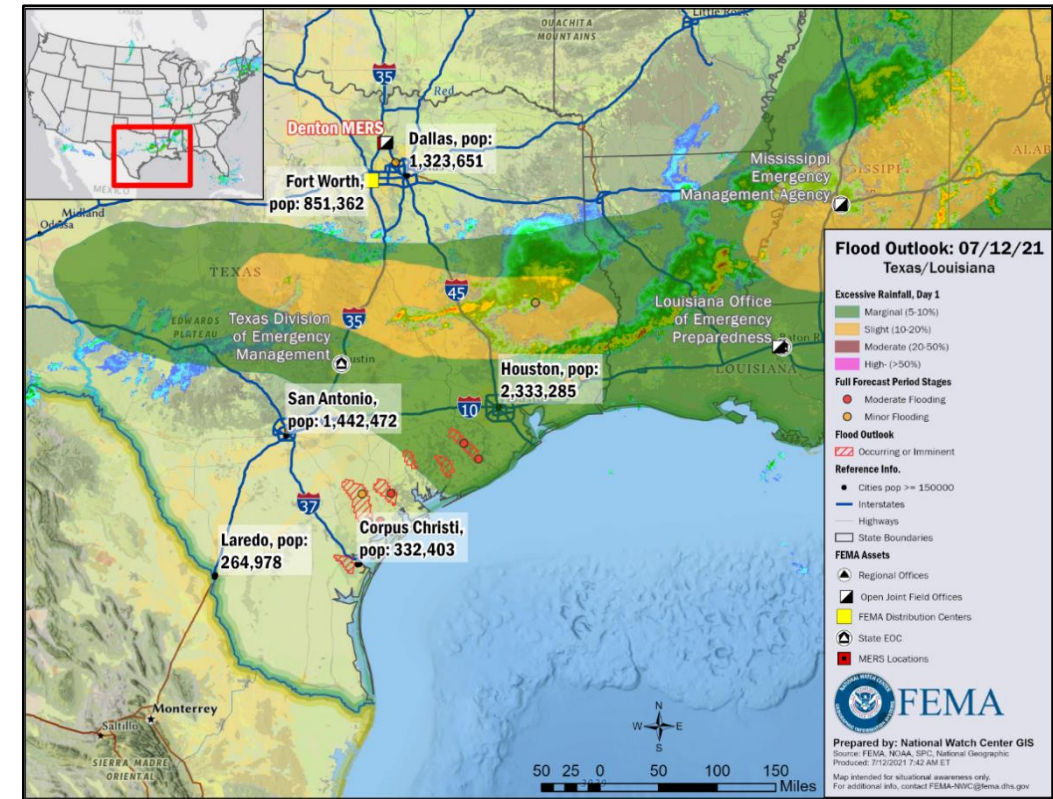 CANADA
MEXICO
OUACHITA
MOUNTAINS
Little Rock
35
Red
Denton MERS
Dallas, pop:
1,323,651
Fort Worth,
pop: 851,362
Midland
Odessa
Mississippi
Emergency
Management Agency
TEXAS
45
EDWARDS
PLATEAU
35
Texas Division
of Emergency
Management
Louisiana Office
of Emergency
Preparedness
LOUISIANA
Houston, pop:
2,333,285
San Antonio,
pop: 1,442,472
10
37
Corpus Christi,
pop: 332,403
Laredo, pop:
264,978
Monterrey
Saltillo
SIERRA MADRE
ORIENTAL
N
W E
S
50 25 0 50 100 150
Miles
Flood Outlook: 07/12/21
Texas/Louisiana
Excessive Rainfall, Day 1
Marginal (5-10%)
Slight (10-20%)
Moderate (20-50%)
High- (>50%)
Full Forecast Period Stages
Moderate Flooding
Minor Flooding
Flood Outlook
Occurring or Imminent
Reference Info.
Cities pop >= 150000
Interstates
Highways
State Boundaries
FEMA Assets
Regional Offices
Open Joint Field Offices
FEMA Distribution Centers
State EOC
MERS Locations
FEMA
Prepared by: National Watch Center GIS
Source: FEMA, NOAA, SPC, National Geographic
Produced: 7/12/2021 7:42 AM ET
Map intended for situational awareness only.
For additional info, contact FEMA-NWC@fema.dhs.gov